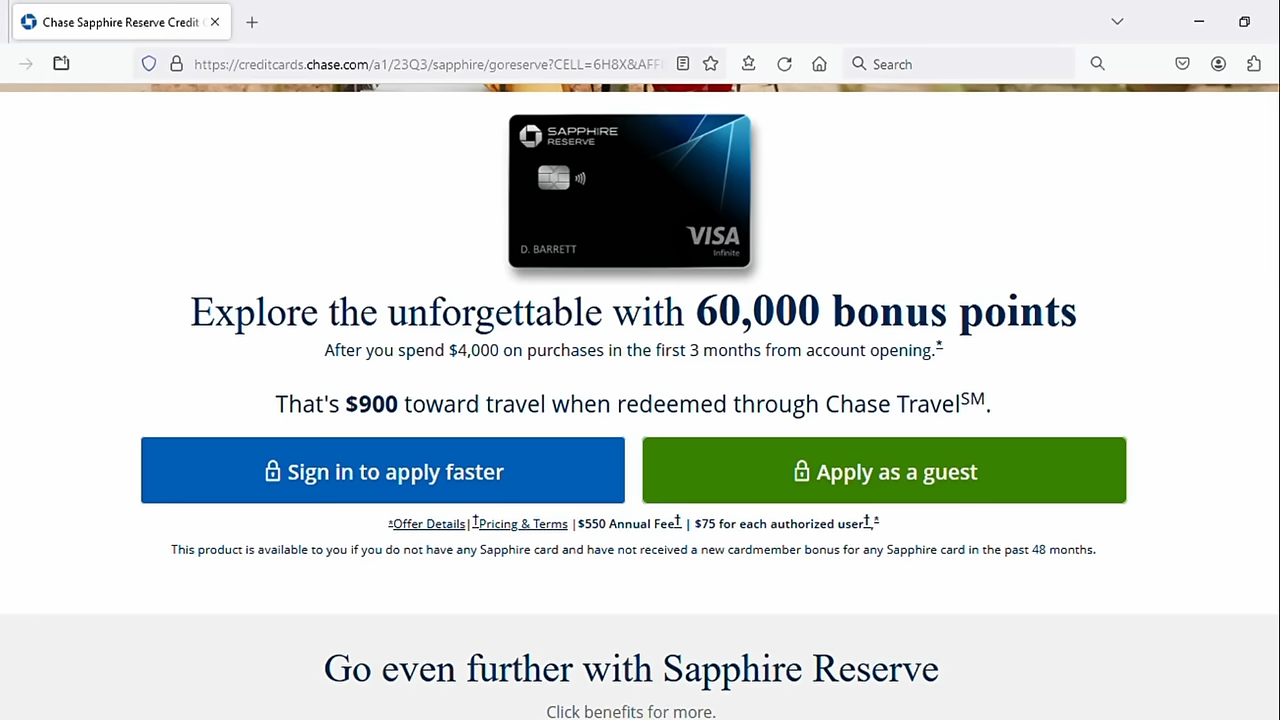 Chase Sapphire Reserve Credit
https://creditcards.chase.com/a1/23Q3/sapphire/goreserve?CELL=6H8X&AFF
Search
SAPPHIRE
RESERVE
D. BARRETT
VISA
Infinite
Explore the unforgettable with 60,000 bonus points
After you spend $4,000 on purchases in the first 3 months from account opening.*
That's $900 toward travel when redeemed through Chase TravelSM.
Sign in to apply faster
Apply as a guest
*Offer Details|†Pricing & Terms |$550 Annual Fee† | $75 for each authorized user†,*
This product is available to you if you do not have any Sapphire card and have not received a new cardmember bonus for any Sapphire card in the past 48 months.
Go even further with Sapphire Reserve
Click benefits for more.